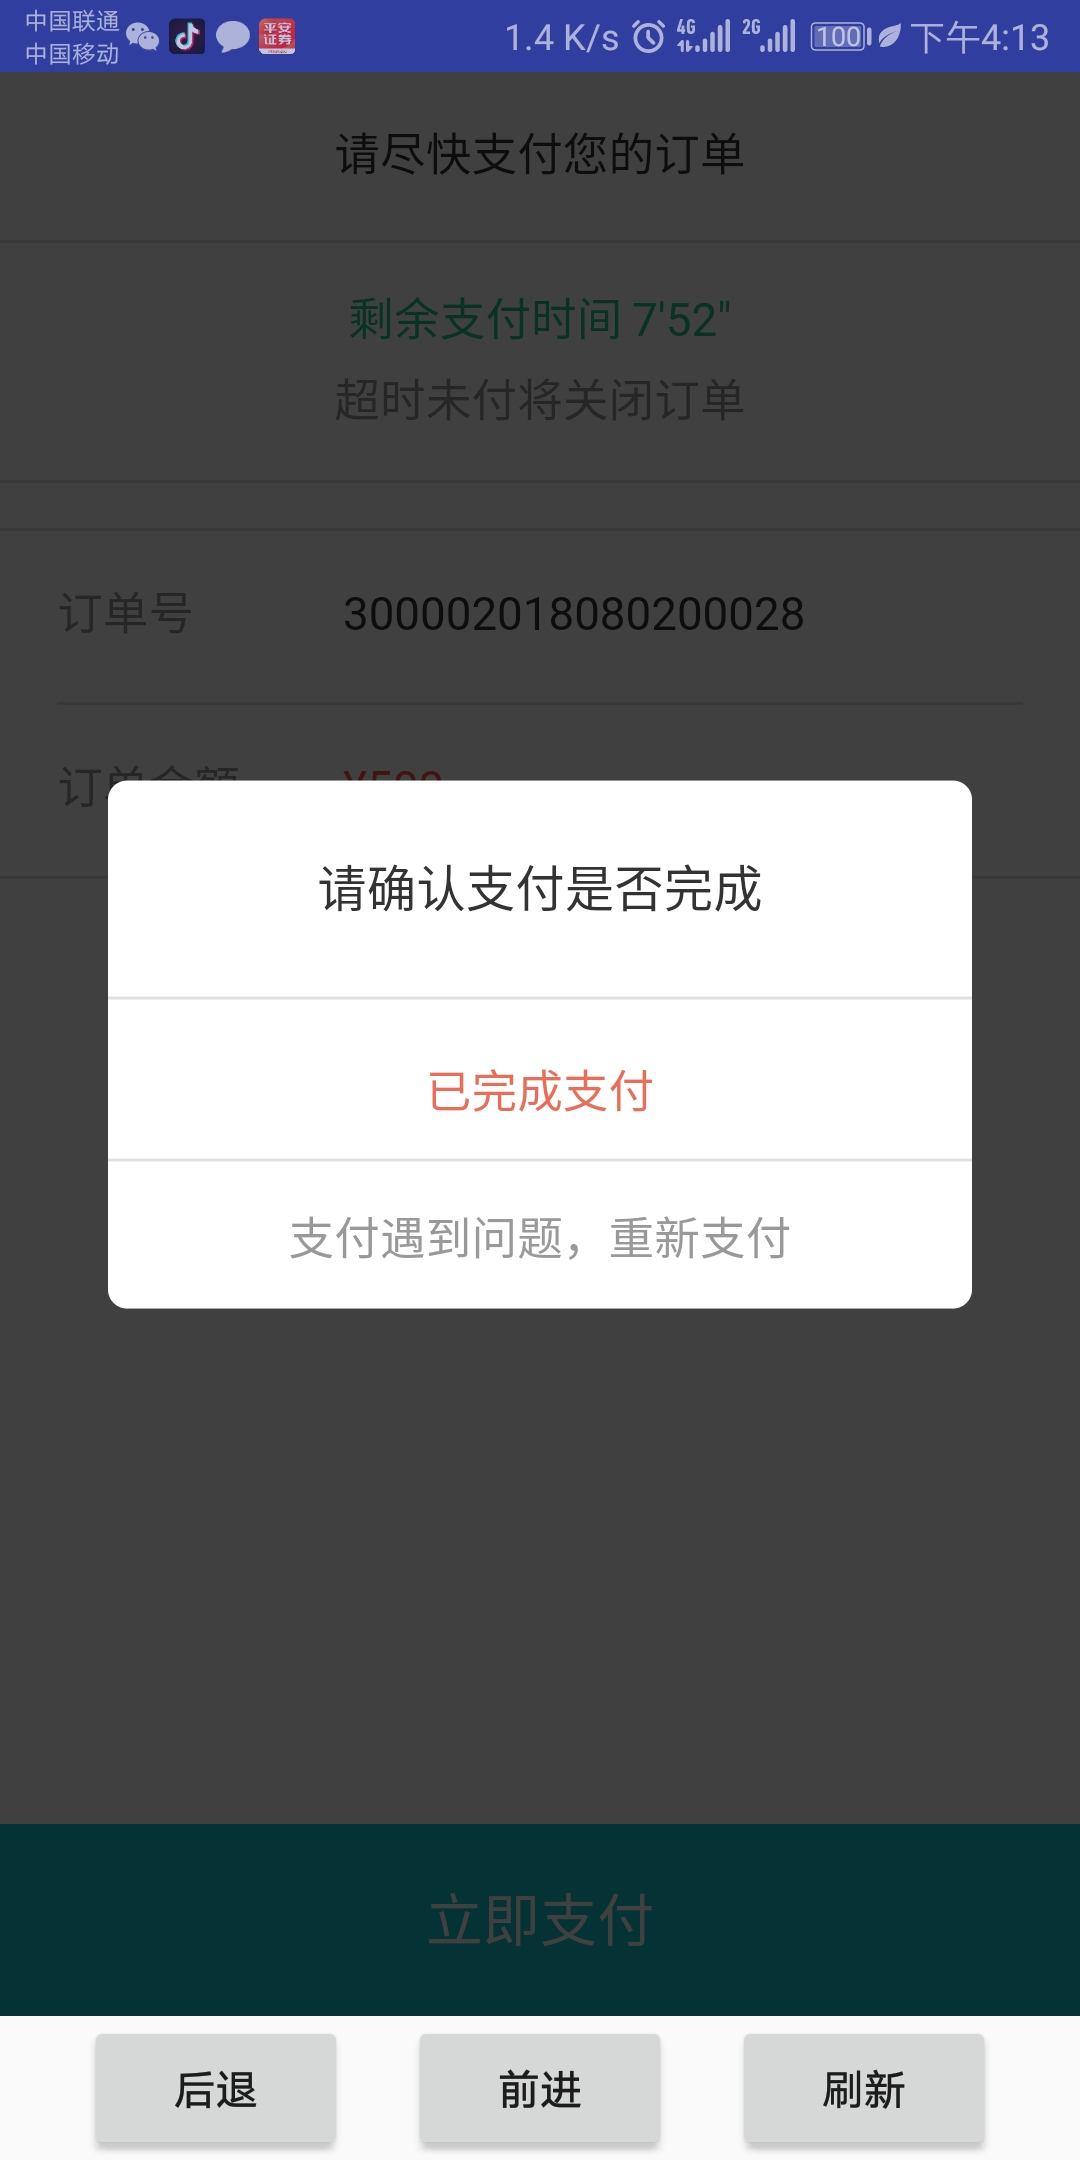 中国联通
中国移动
平安
证券
1.4 K/s
4G
2G
100
下午4:13
请尽快支付您的订单
剩余支付时间 7'52"
超时未付将关闭订单
订单号 300002018080200028
订单金额
请确认支付是否完成
已完成支付
支付遇到问题，重新支付
立即支付
后退 前进 刷新